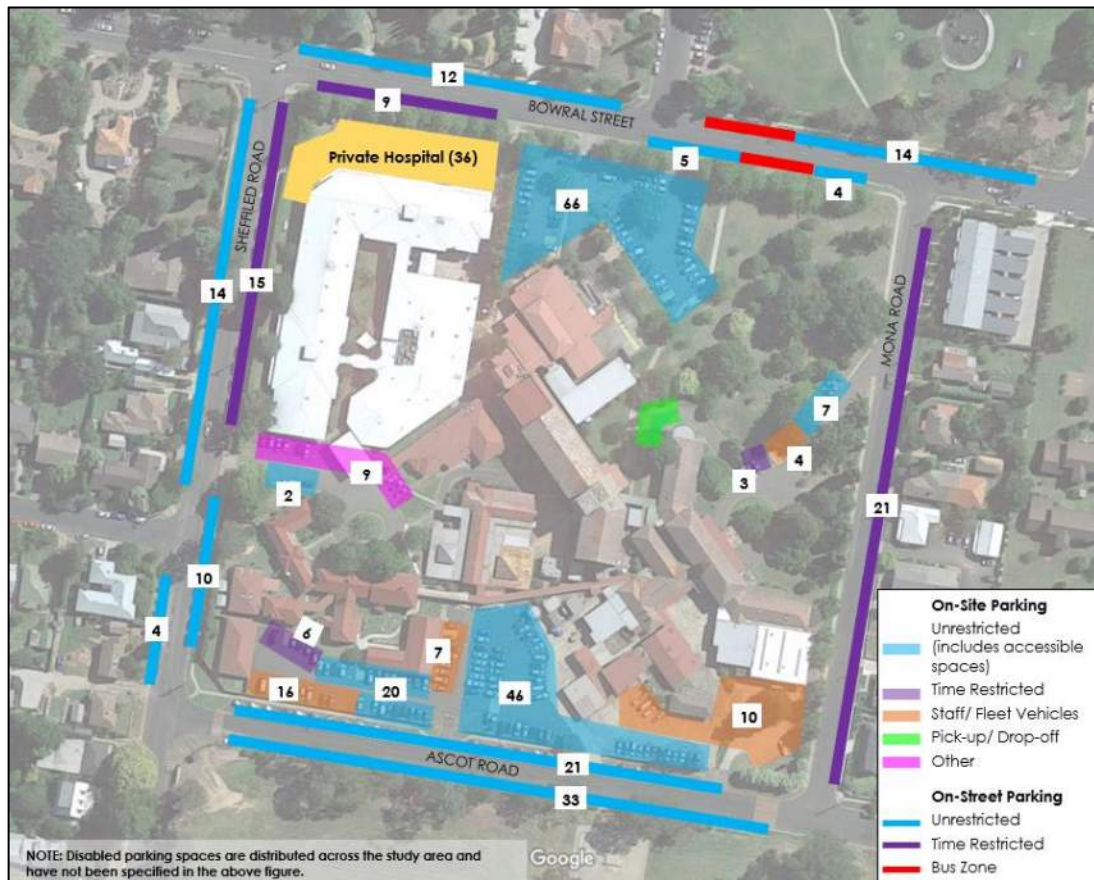 12
9
BOWRAL STREET
Private Hospital (36)
5
14
4
66
SHEFFILED ROAD
15
14
MONA ROAD
7
4
3
9
2
21
10
4
6
7
16
20
46
10
ASCOT ROAD
21
33
On-Site Parking
Unrestricted
(includes accessible
spaces)
Time Restricted
Staff/ Fleet Vehicles
Pick-up/ Drop-off
Other
On-Street Parking
Unrestricted
Time Restricted
Bus Zone
NOTE: Disabled parking spaces are distributed across the study area and
have not been specified in the above figure.
Google